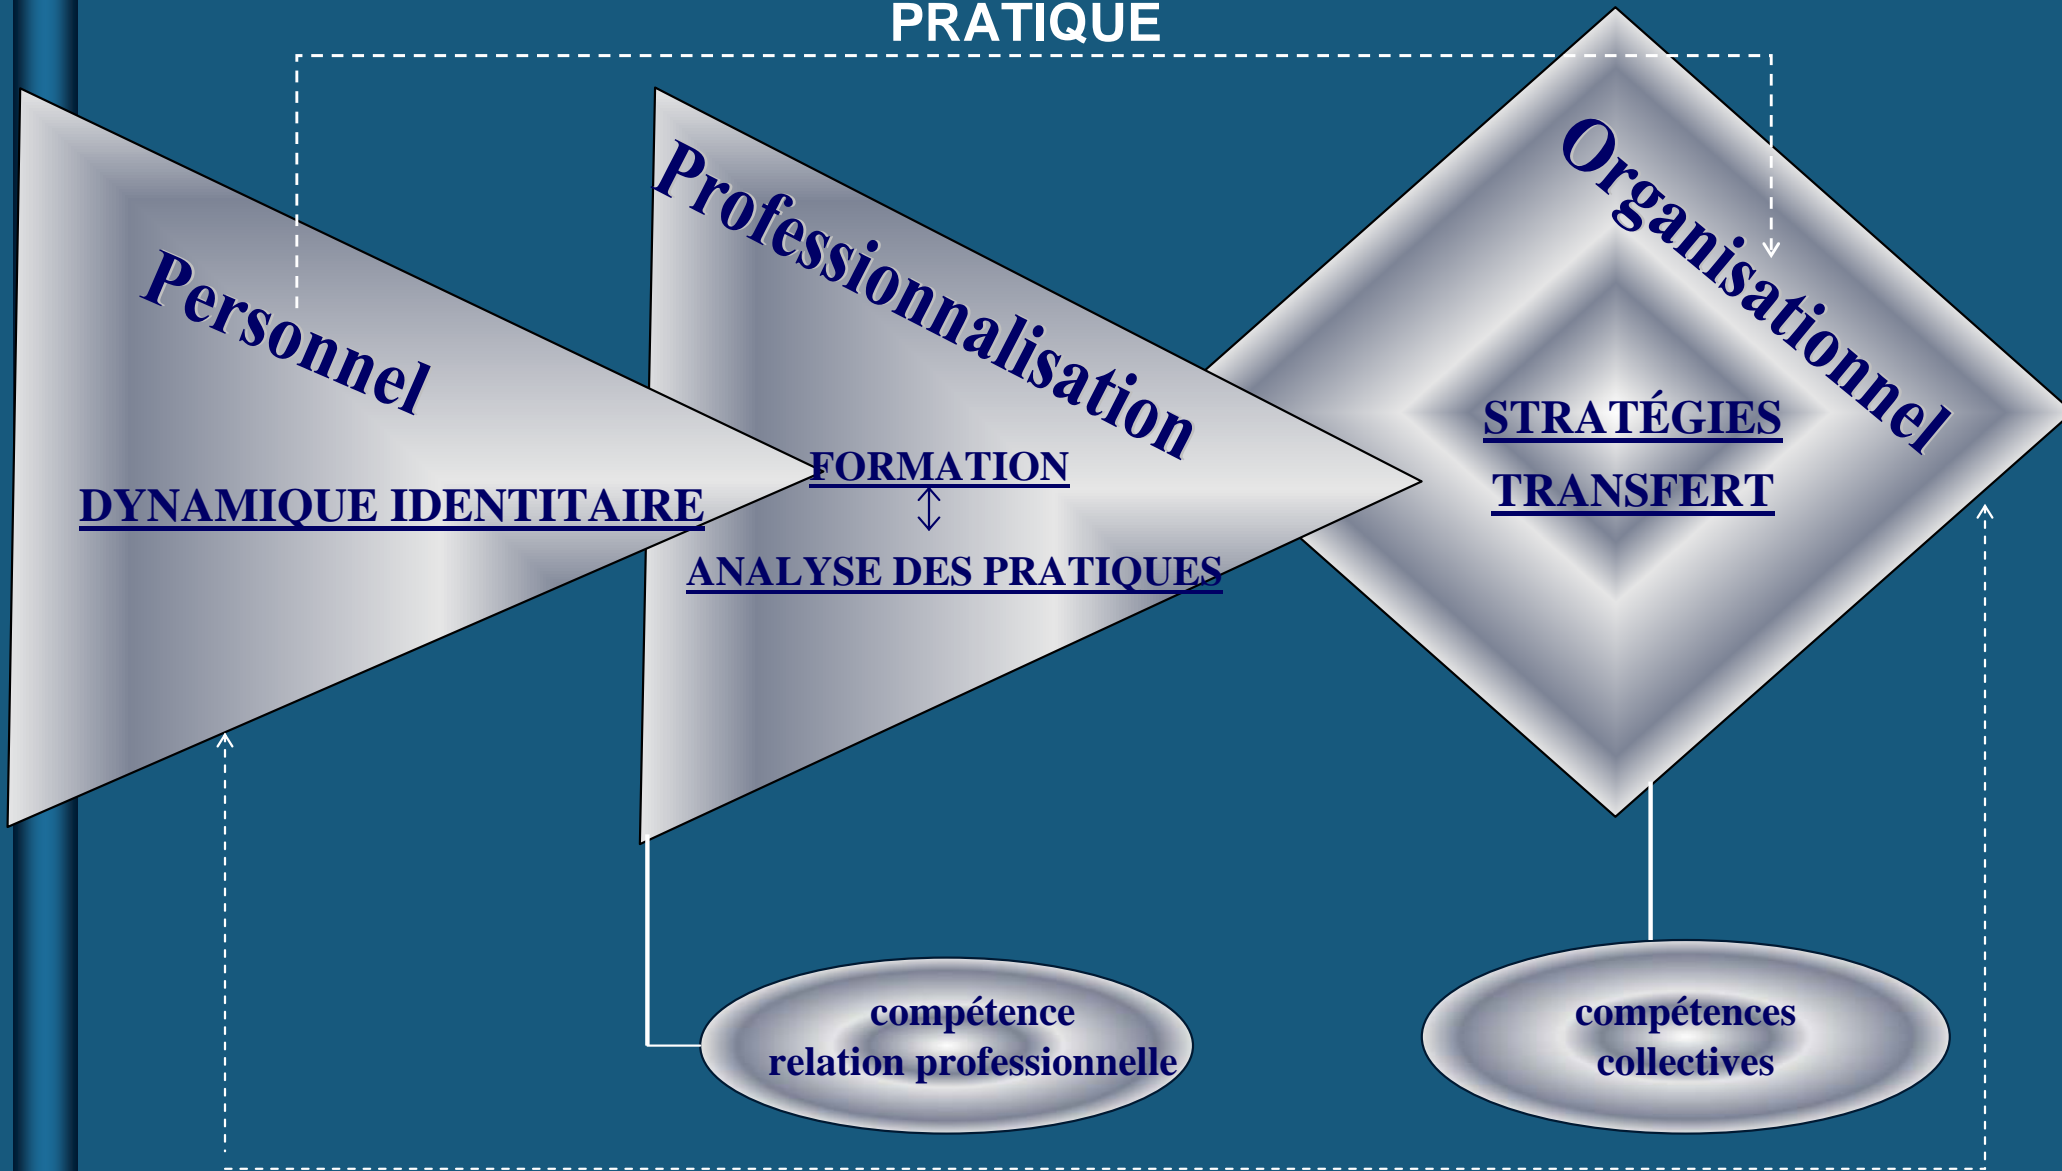 PRATIQUE
Personnel
DYNAMIQUE IDENTITAIRE
Professionnalisation
FORMATION
ANALYSE DES PRATIQUES
Organisationnel
STRATÉGIES
TRANSFERT
compétence
relation professionnelle
compétences
collectives